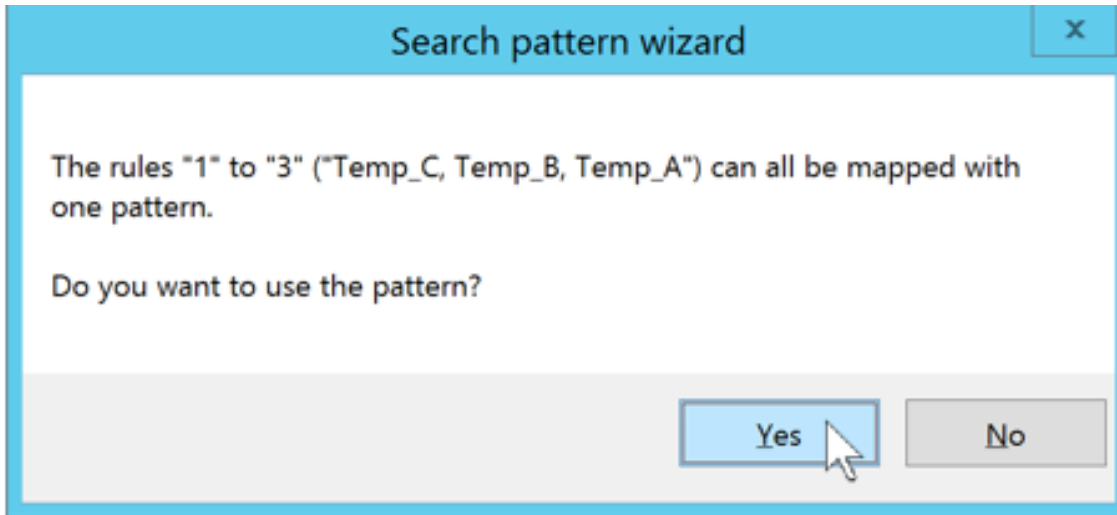 Search pattern wizard
x
The rules "1" to "3" ("Temp_C, Temp_B, Temp_A") can all be mapped with
one pattern.
Do you want to use the pattern?
Yes
No